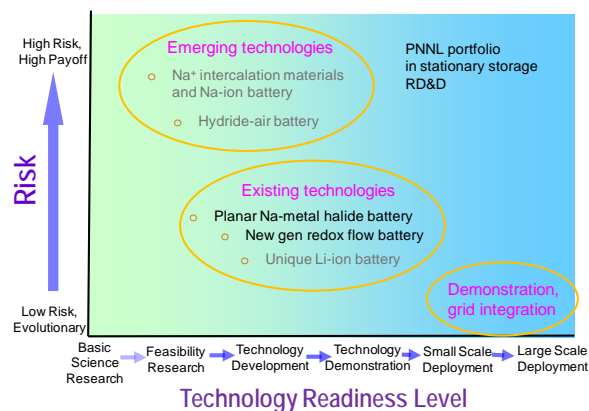 High Risk,
High Payoff
Risk
Low Risk,
Evolutionary
Emerging technologies
Na⁺ intercalation materials
and Na-ion battery
Hydride-air battery
PNNL portfolio
in stationary storage
RD&D
Existing technologies
Planar Na-metal halide battery
New gen redox flow battery
Unique Li-ion battery
Demonstration,
grid integration
Basic
Science
Research
Feasibility
Research
Technology
Development
Technology
Demonstration
Small Scale
Deployment
Large Scale
Deployment
Technology Readiness Level